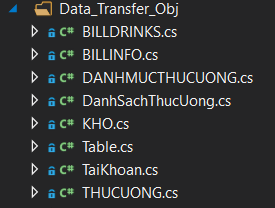 Data_Transfer_Obj
C# BILLDRINKS.cs
C# BILLINFO.cs
C# DANHMUCTHUCUONG.cs
C# DanhSachThucUong.cs
C# KHO.cs
C# Table.cs
C# TaiKhoan.cs
C# THUCUONG.cs